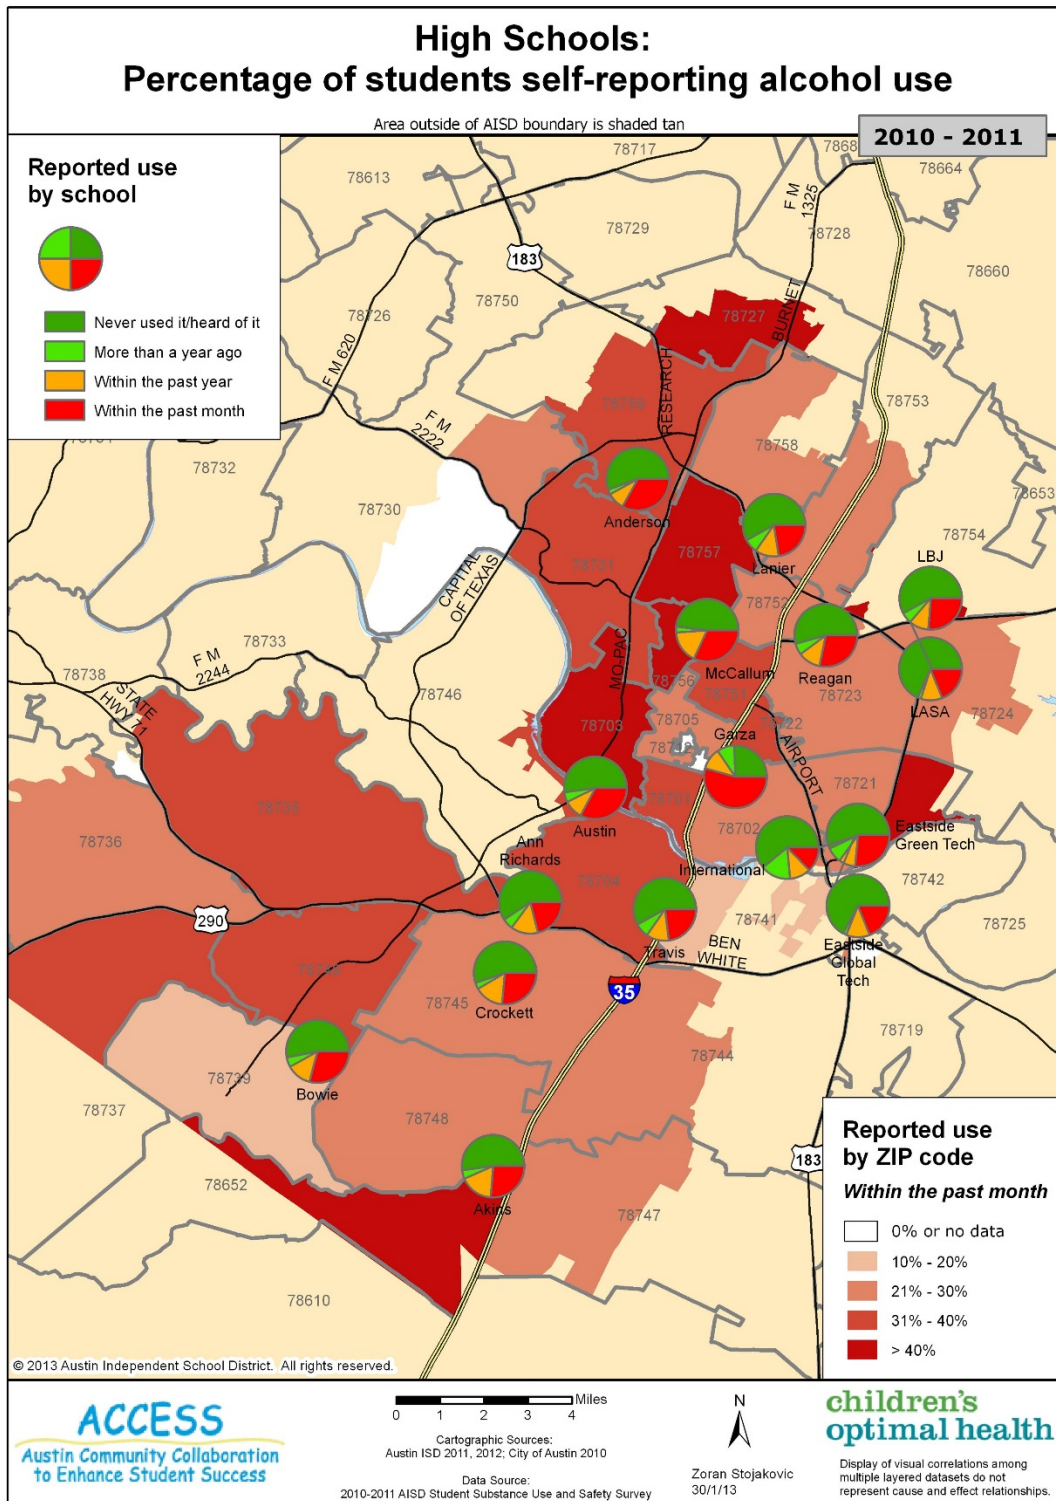 High Schools:
Percentage of students self-reporting alcohol use
Area outside of AISD boundary is shaded tan
2010 - 2011
Reported use
by school
Never used it/heard of it
More than a year ago
Within the past year
Within the past month
78717
78613
78664
78729
F M
1325
78728
183
78660
78750
78726
BURNET
78727
F M 620
RESEARCH
78753
F M
2222
78759
78758
78732
78653
78730
Anderson
78754
78757
Lanier
LBJ
CAPITAL
OF TEXAS
78731
78752
MO-PAC
McCallum
Reagan
78733
F M
2244
78738
STATE
HWY 71
78746
78756
78751
78723
LASA
78724
78703
78705
78722
Garza
AIRPORT
78721
78701
78702
Austin
Eastside
Green Tech
78735
78736
Ann
Richards
International
78704
78742
290
78741
78725
Travis
BEN
WHITE
Eastside
Global
Tech
78745
Crockett
35
78719
78744
78739
Bowie
78737
78748
183
78652
Akins
78747
78610
Reported use
by ZIP code
Within the past month
0% or no data
10% - 20%
21% - 30%
31% - 40%
> 40%
© 2013 Austin Independent School District. All rights reserved.
ACCESS
Austin Community Collaboration
to Enhance Student Success
Miles
0 1 2 3 4
Cartographic Sources:
Austin ISD 2011, 2012; City of Austin 2010
Data Source:
2010-2011 AISD Student Substance Use and Safety Survey
N
Zoran Stojakovic
30/1/13
children's
optimal health
Display of visual correlations among
multiple layered datasets do not
represent cause and effect relationships.